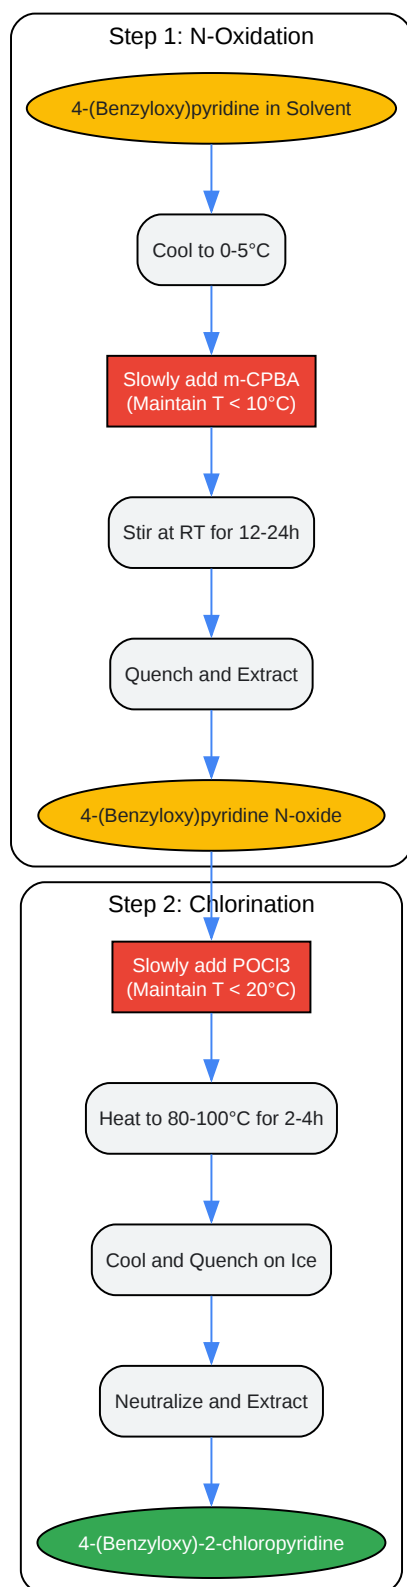 Step 1: N-Oxidation
4-(Benzyloxy)pyridine in Solvent
Cool to 0-5°C
Slowly add m-CPBA
(Maintain T < 10°C)
Stir at RT for 12-24h
Quench and Extract
4-(Benzyloxy)pyridine N-oxide
Step 2: Chlorination
Slowly add POCl3
(Maintain T < 20°C)
Heat to 80-100°C for 2-4h
Cool and Quench on Ice
Neutralize and Extract
4-(Benzyloxy)-2-chloropyridine